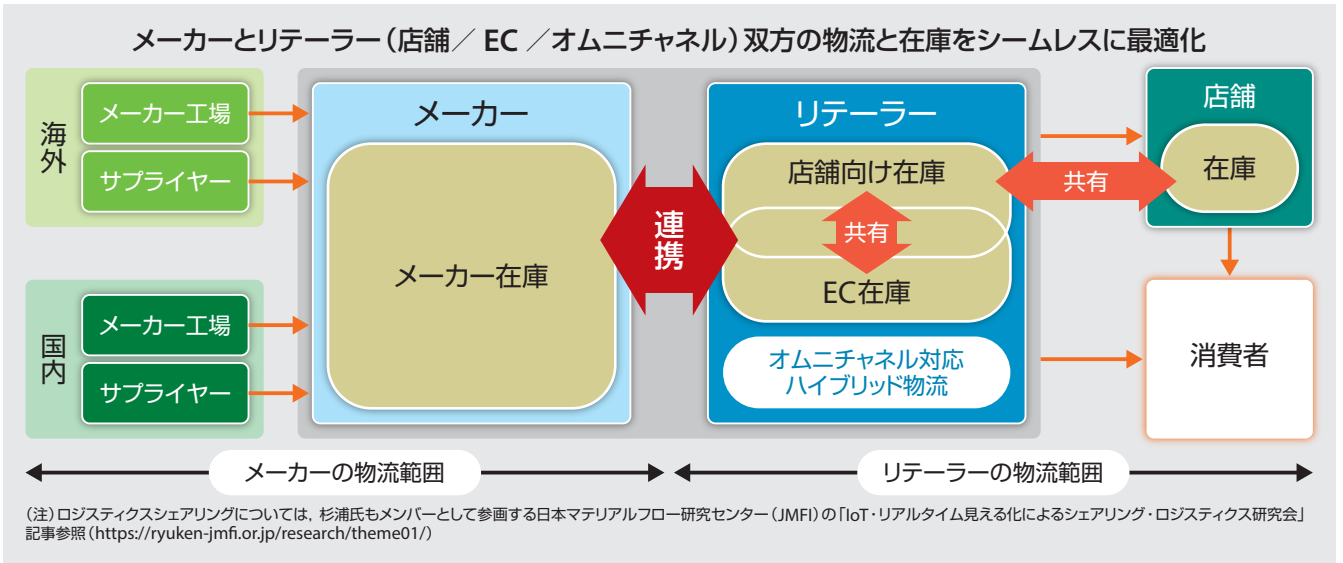 メーカーとリテーラー（店舗／ EC ／オムニチャネル）双方の物流と在庫をシームレスに最適化
海外
メーカー工場
サプライヤー
国内
メーカー工場
サプライヤー
メーカー
メーカー在庫
連携
リテーラー
店舗向け在庫
共有
EC在庫
オムニチャネル対応
ハイブリッド物流
共有
店舗
在庫
消費者
メーカーの物流範囲
リテーラーの物流範囲
（注）ロジスティクスシェアリングについては，杉浦氏もメンバーとして参画する日本マテリアルフロー研究センター（JMFI）の「IoT・リアルタイム見える化によるシェアリング・ロジスティクス研究会」
記事参照（https://ryuken-jmfi.or.jp/research/theme01/）